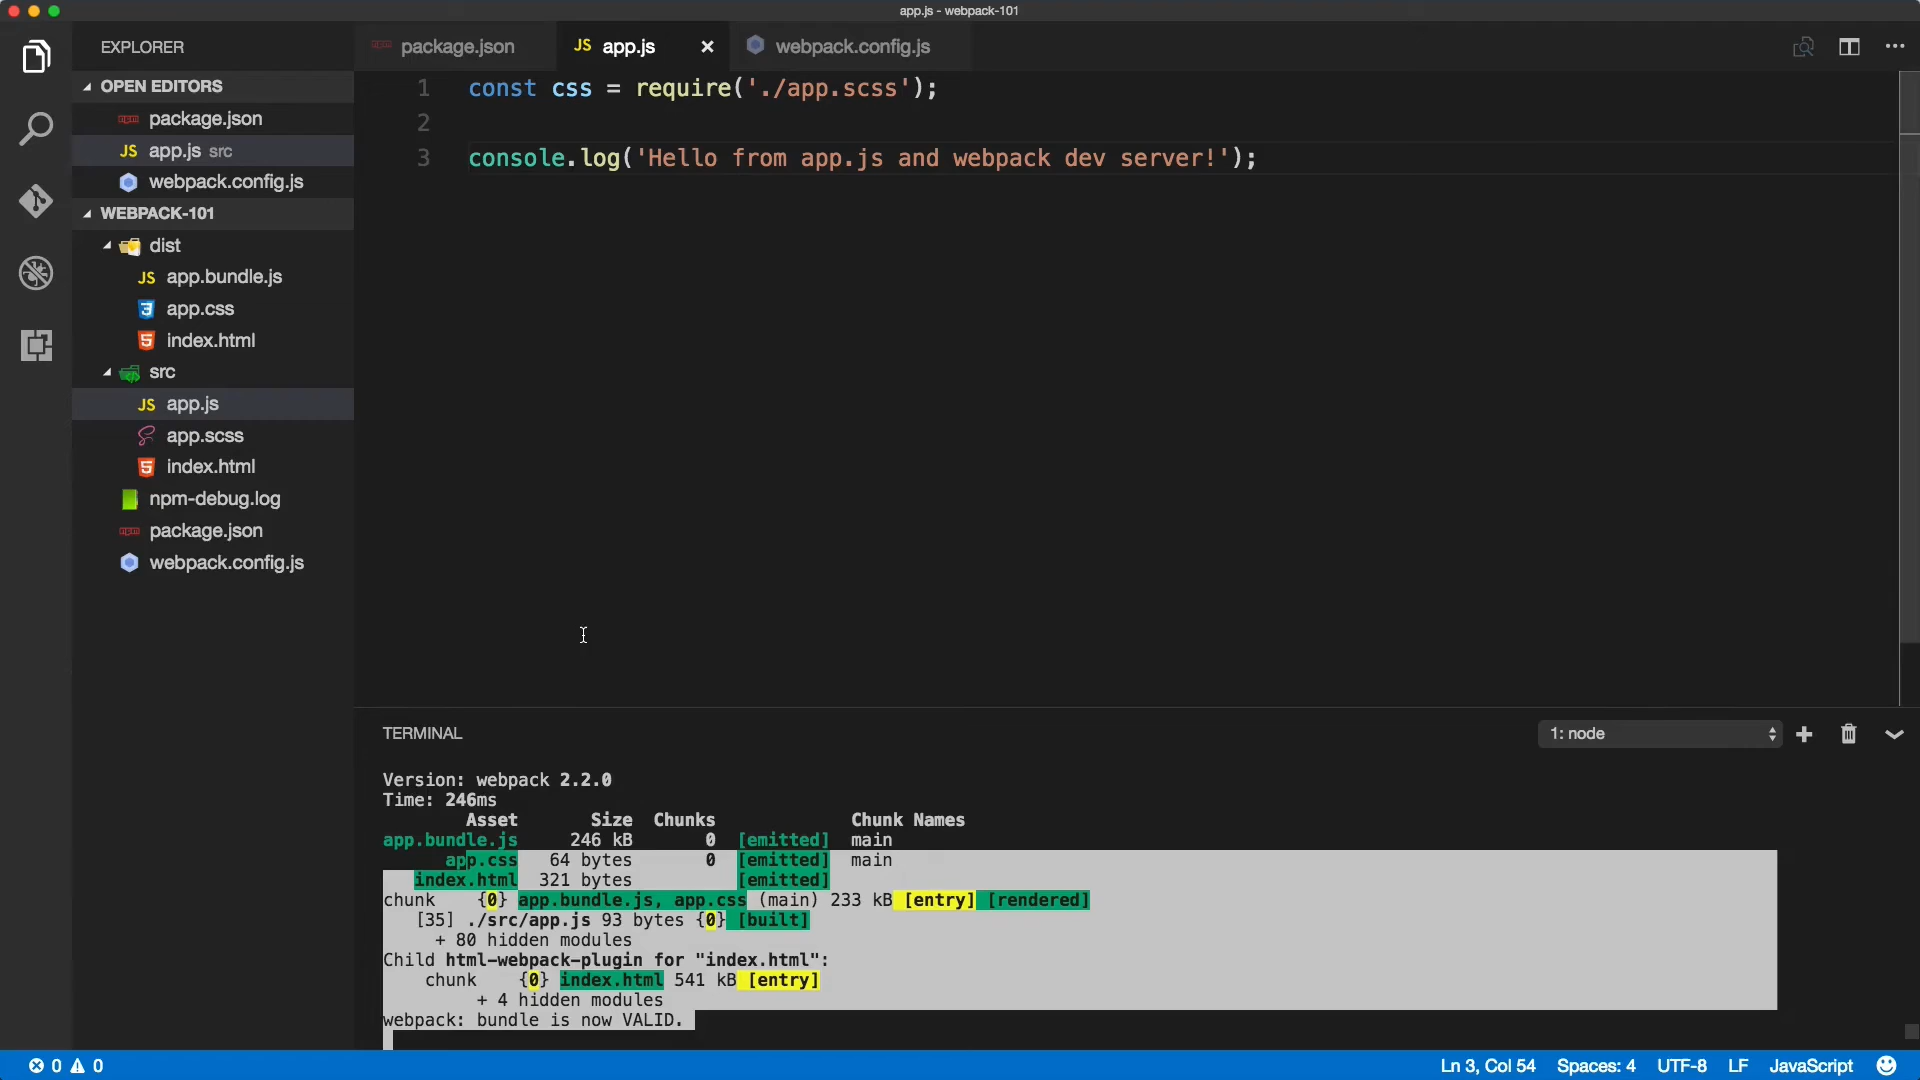 app.js - webpack-101
EXPLORER
OPEN EDITORS
package.json
JS app.js src
webpack.config.js
WEBPACK-101
dist
JS app.bundle.js
app.css
index.html
src
JS app.js
app.scss
index.html
npm-debug.log
package.json
webpack.config.js
package.json
JS app.js
webpack.config.js
1 const css = require('./app.scss');
2
3 console.log('Hello from app.js and webpack dev server!');
TERMINAL
1: node
Version: webpack 2.2.0
Time: 246ms
Asset Size Chunks Chunk Names
app.bundle.js 246 kB 0 [emitted] main
app.css 64 bytes 0 [emitted] main
index.html 321 bytes [emitted]
chunk {0} app.bundle.js, app.css (main) 233 kB [entry] [rendered]
[35] ./src/app.js 93 bytes {0} [built]
+ 80 hidden modules
Child html-webpack-plugin for "index.html":
chunk {0} index.html 541 kB [entry]
+ 4 hidden modules
webpack: bundle is now VALID.
0 0 Ln 3, Col 54 Spaces: 4 UTF-8 LF JavaScript